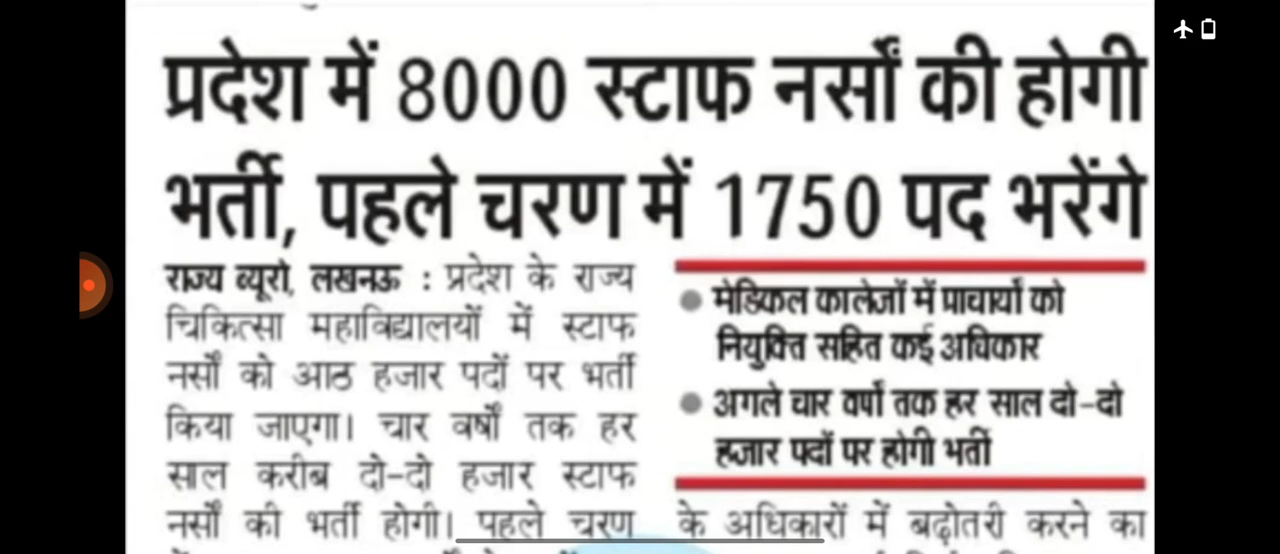 प्रदेश में 8000 स्टाफ नर्सों की होगी
भर्ती, पहले चरण में 1750 पद भरेंगे
राज्य ब्यूरो, लखनऊ : प्रदेश के राज्य
चिकित्सा महाविद्यालयों में स्टाफ
नर्सों को आठ हजार पदों पर भर्ती
किया जाएगा। चार वर्षों तक हर
साल करीब दो-दो हजार स्टाफ
नर्सों की भर्ती होगी। पहले चरण
मेडिकल कालेजों में प्राचार्यों को
नियुक्ति सहित कई अधिकार
अगले चार वर्षों तक हर साल दो-दो
हजार पदों पर होगी भर्ती
के अधिकारों में बढ़ोतरी करने का